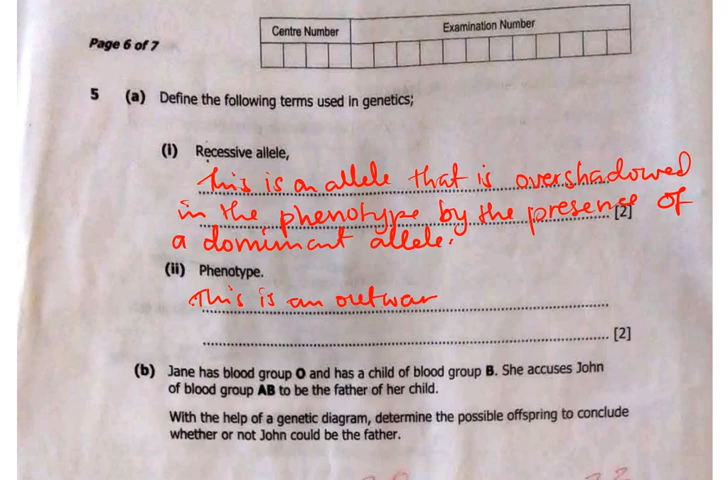 Centre Number
Examination Number
Page 6 of 7
5 (a) Define the following terms used in genetics;
(i) Recessive allele,
This is an allele that is overshadowed
in the phenotype by the presence of
[2]
a dominant allele.
(ii) Phenotype.
This is an outwar
[2]
(b) Jane has blood group O and has a child of blood group B. She accuses John
of blood group AB to be the father of her child.
With the help of a genetic diagram, determine the possible offspring to conclude
whether or not John could be the father.